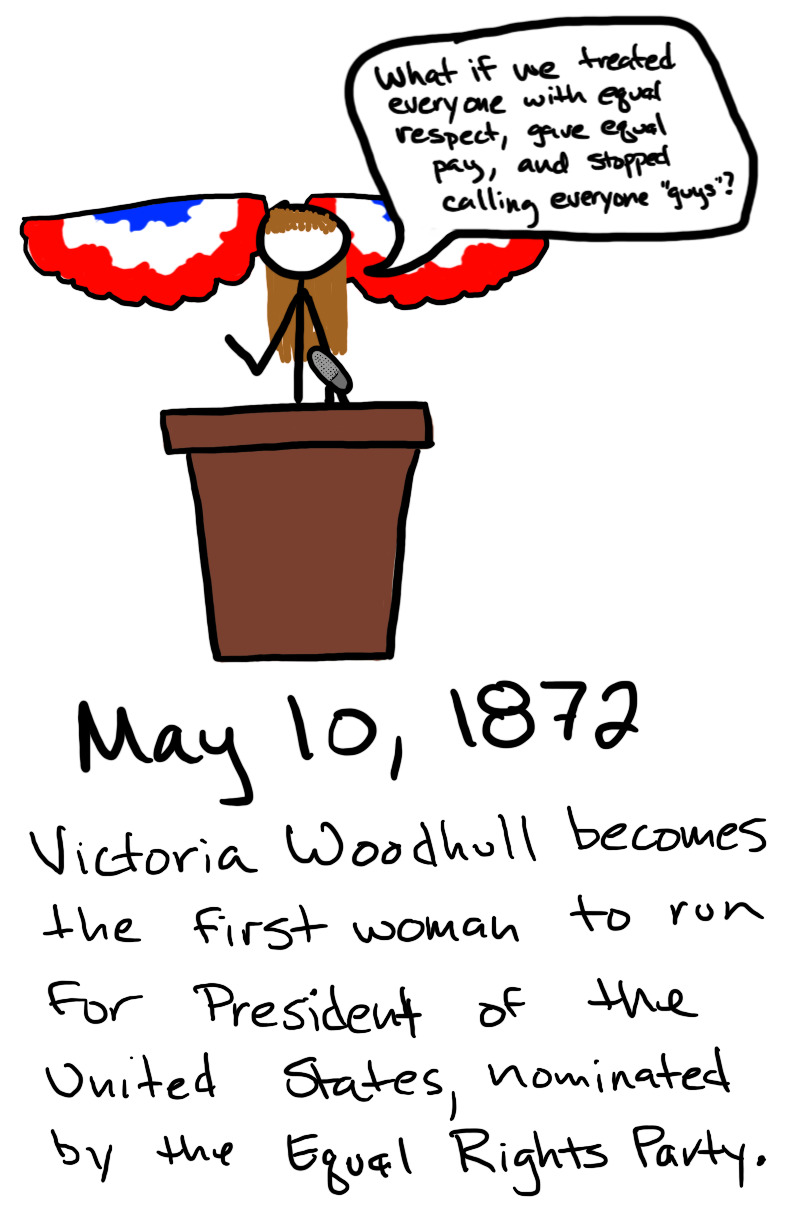 What if we treated
everyone with equal
respect, gave equal
pay, and stopped
calling everyone "guys"?
May 10, 1872
Victoria Woodhull becomes
the first woman to run
for President of the
United States, nominated
by the Equal Rights Party.